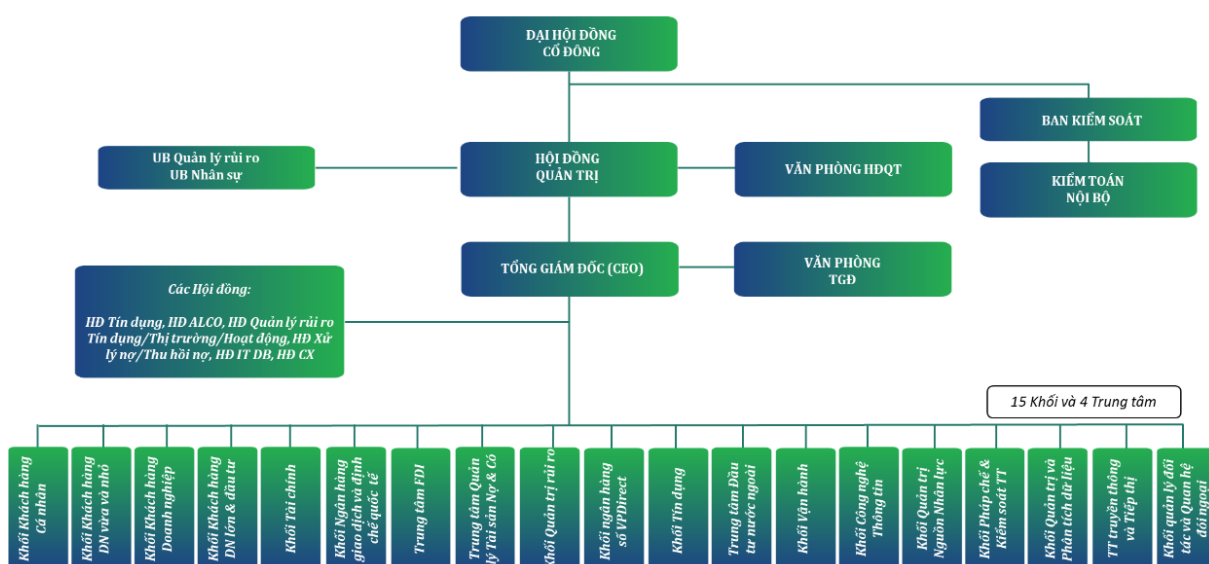 ĐẠI HỘI ĐỒNG
CỔ ĐÔNG
BAN KIỂM SOÁT
UB Quản lý rủi ro
UB Nhân sự
HỘI ĐỒNG
QUẢN TRỊ
VĂN PHÒNG HĐQT
KIỂM TOÁN
NỘI BỘ
TỔNG GIÁM ĐỐC (CEO)
VĂN PHÒNG
TGĐ
Các Hội đồng:
HĐ Tín dụng, HĐ ALCO, HĐ Quản lý rủi ro
Tín dụng/Thị trường/Hoạt động, HĐ Xử
lý nợ/Thu hồi nợ, HĐ IT DB, HĐ CX
15 Khối và 4 Trung tâm
Khối Khách hàng
Cá nhân
Khối Khách hàng
DN vừa và nhỏ
Khối Khách hàng
Doanh nghiệp
Khối Khách hàng
DN lớn & đầu tư
Khối Tài chính
Khối Ngân hàng
giao dịch và định
chế quốc tế
Trung tâm FDI
Trung tâm Quản
lý Tài sản Nợ & Có
Khối Quản trị rủi ro
Khối ngân hàng
số VPDirect
Khối Tín dụng
Trung tâm Đầu
tư nước ngoài
Khối Vận hành
Khối Công nghệ
Thông tin
Khối Quản trị
Nguồn Nhân lực
Khối Pháp chế &
Kiểm soát TT
Khối Quản trị và
Phân tích dữ liệu
TT truyền thông
và Tiếp thị
Khối quản lý đối
tác và Quan hệ
đối ngoại